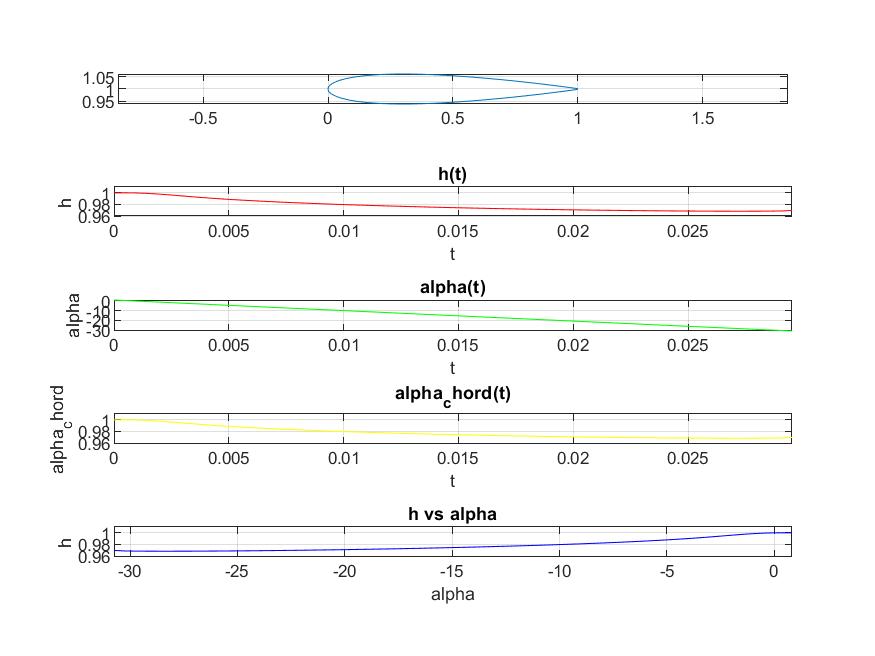 1.05
1
0.95
-0.5 0 0.5 1 1.5
h(t)
h
1
0.98
0.96
0 0.005 0.01 0.015 0.02 0.025
t
alpha(t)
alpha
0
-10
-20
-30
0 0.005 0.01 0.015 0.02 0.025
t
alpha_chord(t)
alpha_chord
1
0.98
0.96
0 0.005 0.01 0.015 0.02 0.025
t
h vs alpha
h
1
0.98
0.96
-30 -25 -20 -15 -10 -5 0
alpha